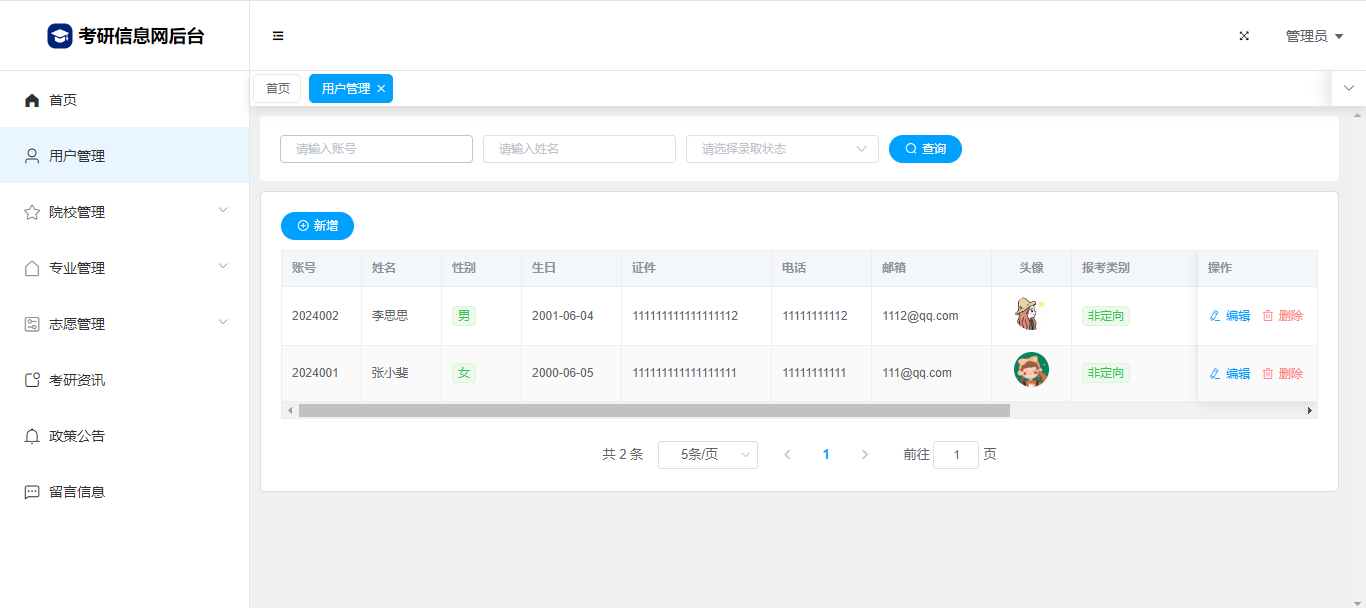 考研信息网后台
管理员
首页
用户管理
院校管理
专业管理
志愿管理
考研资讯
政策公告
留言信息
首页 用户管理
请输入账号 请输入姓名 请选择录取状态 查询
新增
账号 姓名 性别 生日 证件 电话 邮箱 头像 报考类别 操作
2024002 李思思 男 2001-06-04 111111111111111112 11111111112 1112@qq.com 非定向 编辑 删除
2024001 张小斐 女 2000-06-05 111111111111111111 11111111111 111@qq.com 非定向 编辑 删除
共 2 条 5条/页 1 前往 1 页